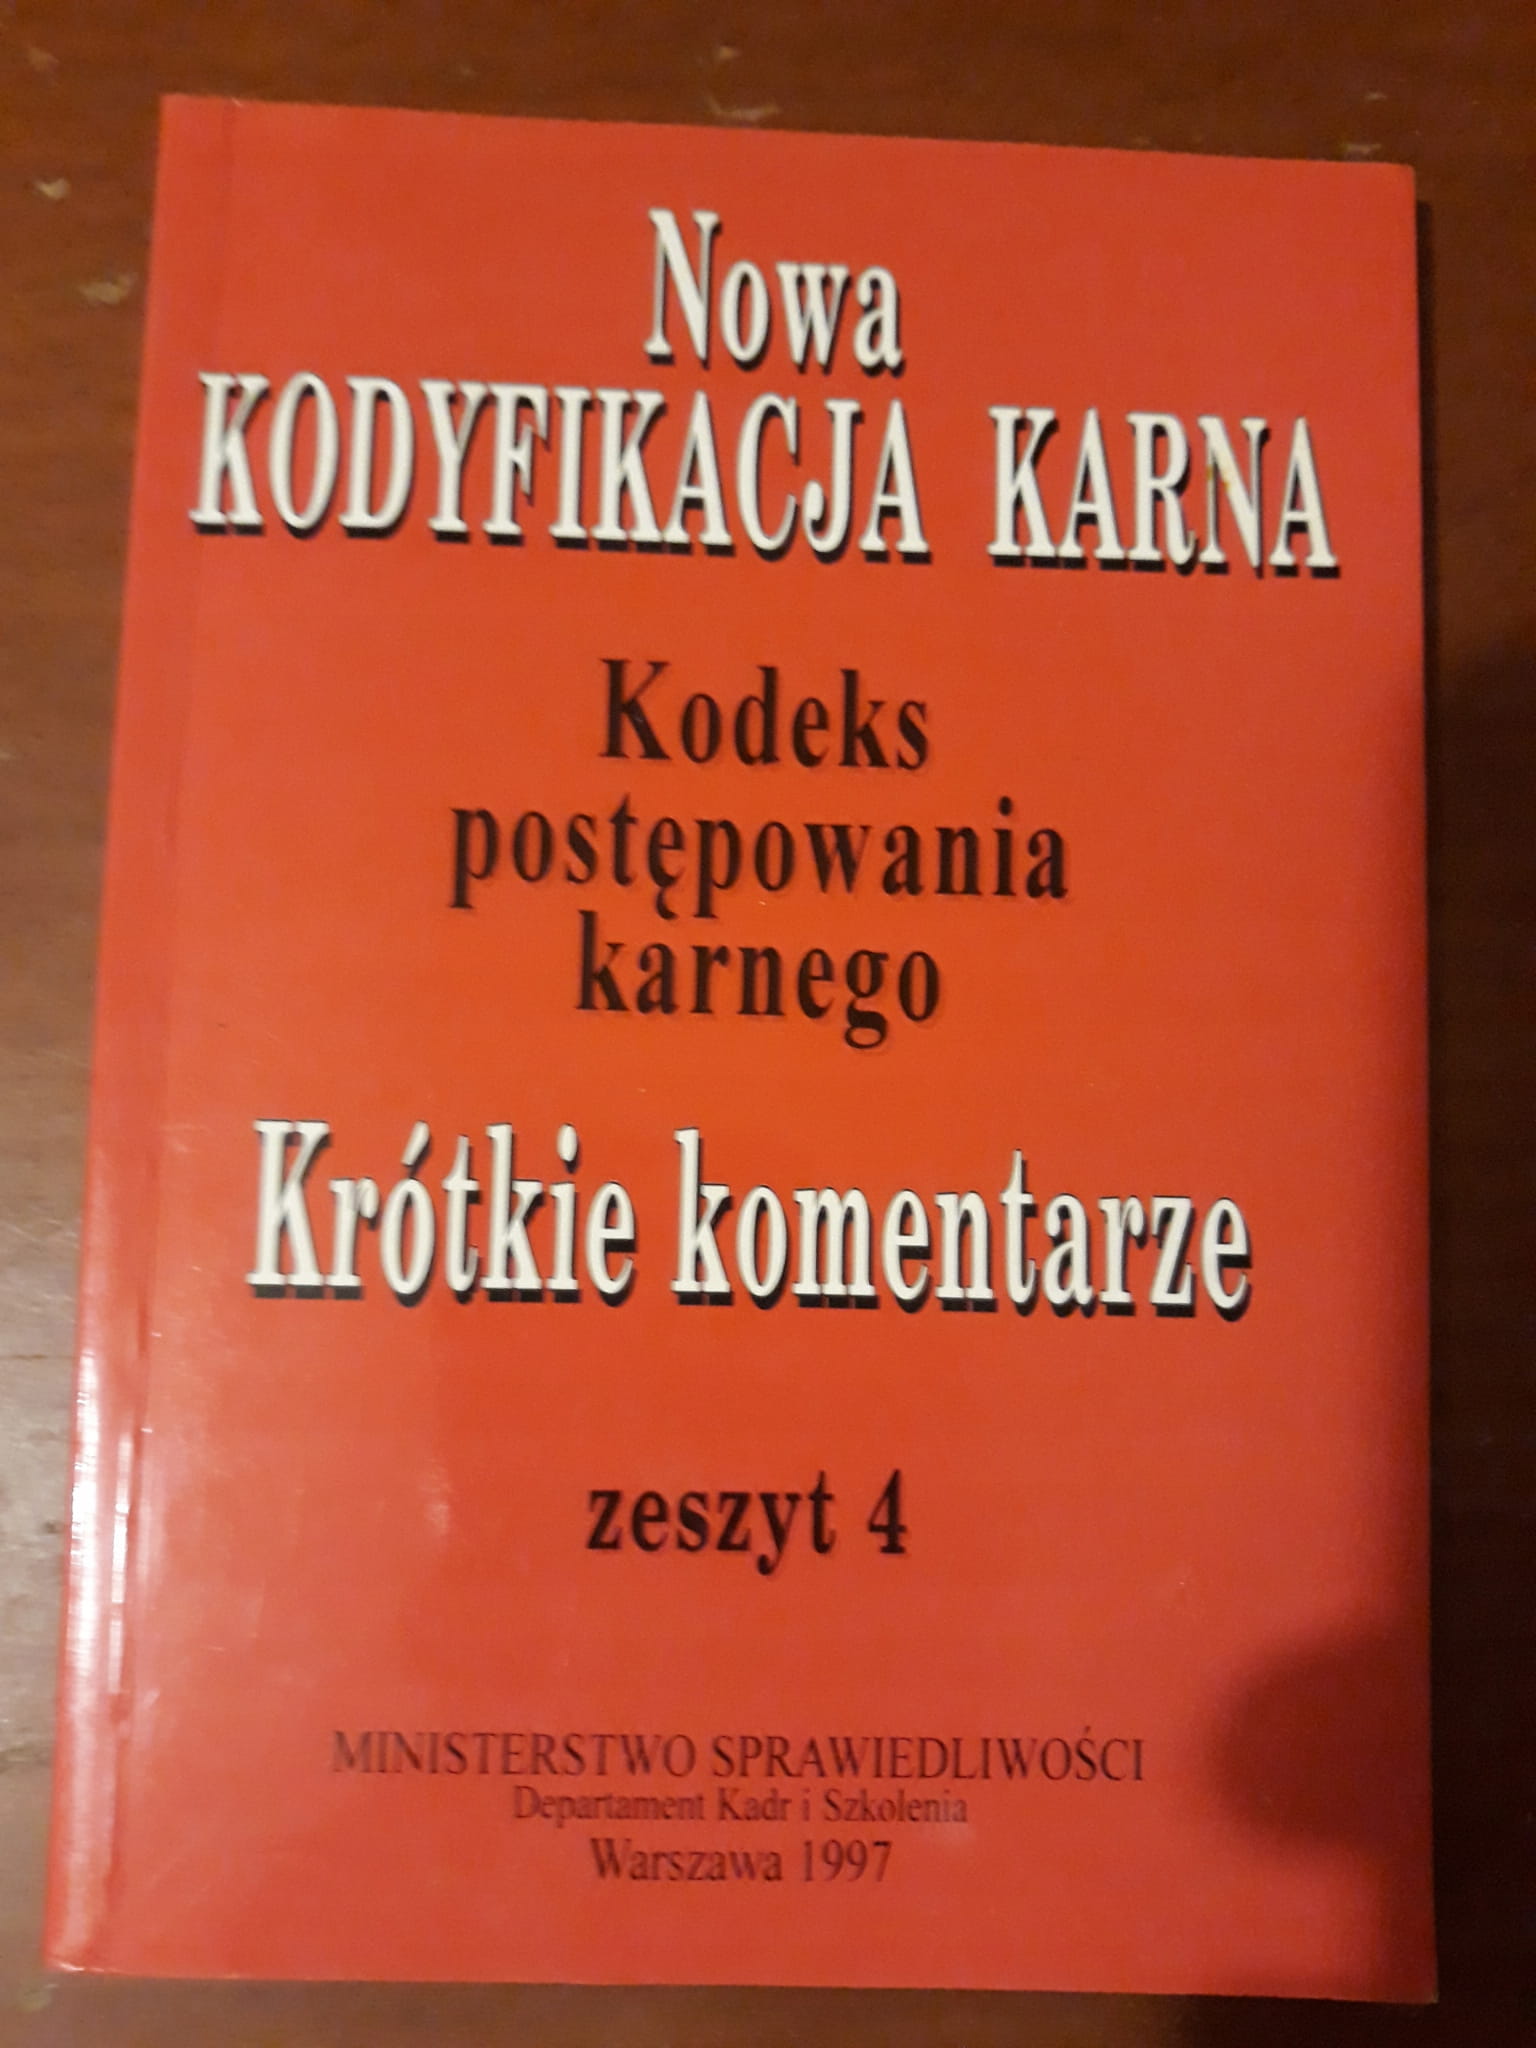 Nowa
KODYFIKACJA KARNA
Kodeks
postępowania
karnego
Krótkie komentarze
zeszyt 4
MINISTERSTWO SPRAWIEDLIWOŚCI
Departament Kadr i Szkolenia
Warszawa 1997